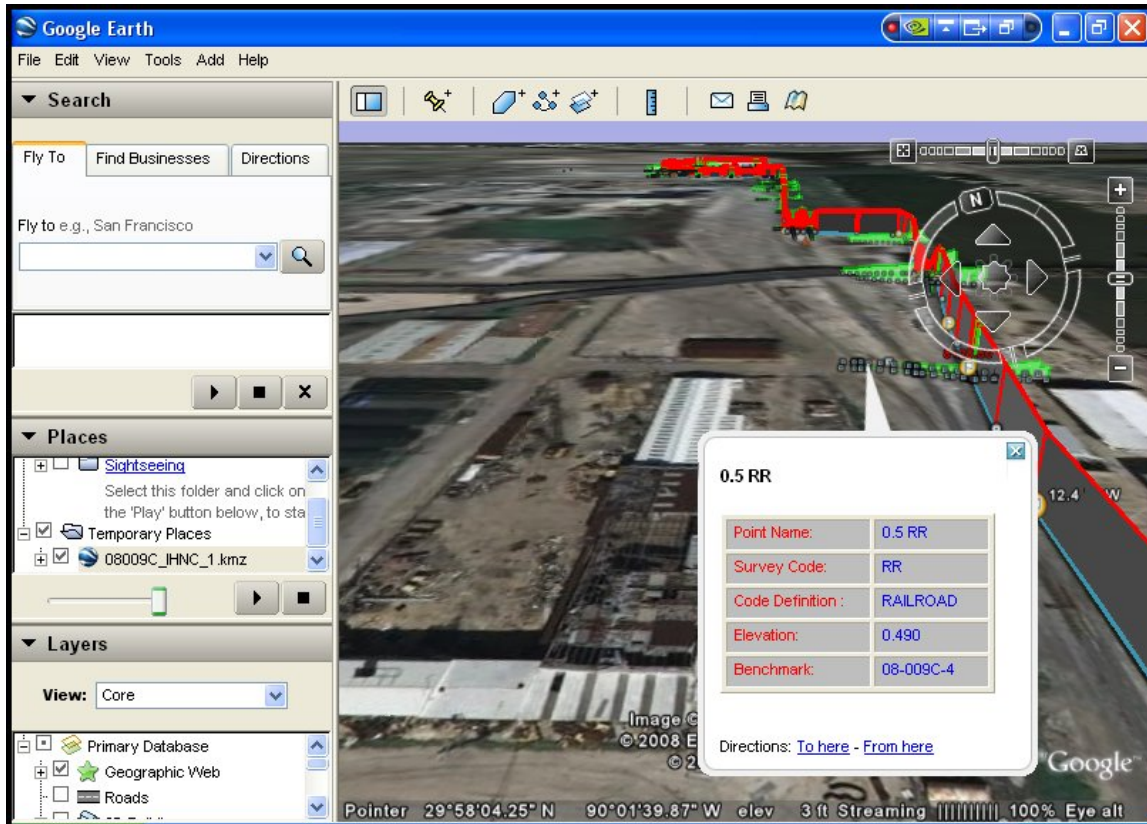 Google Earth
File Edit View Tools Add Help
Search
Fly To Find Businesses Directions
Fly to e.g., San Francisco
Places
Sightseeing
Select this folder and click on
the 'Play' button below, to sta
Temporary Places
08009C_IHNC_1.kmz
Layers
View: Core
Primary Database
Geographic Web
Roads
N
12.4' W
0.5 RR
Point Name: 0.5 RR
Survey Code: RR
Code Definition : RAILROAD
Elevation: 0.490
Benchmark: 08-009C-4
Directions: To here - From here
Image ©
© 2008 E
© 2
Google
Pointer 29°58'04.25" N 90°01'39.87" W elev 3 ft Streaming 100% Eye alt